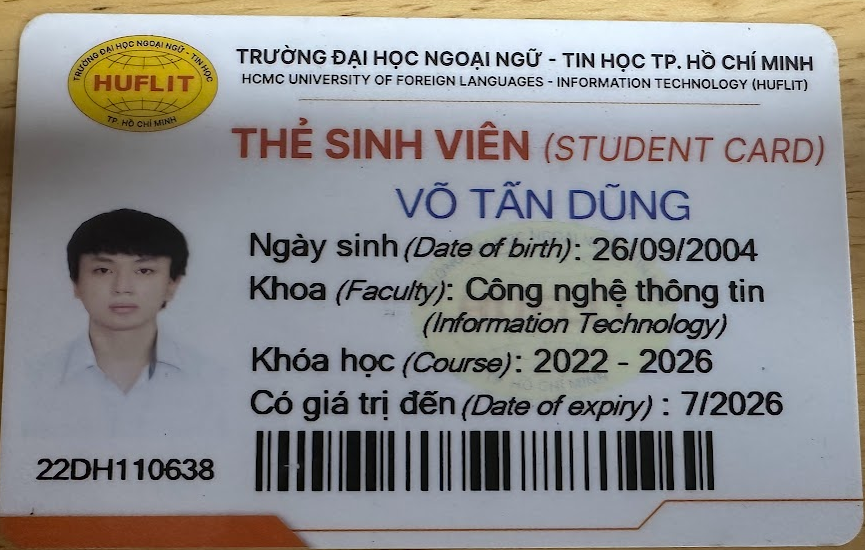 TRƯỜNG ĐẠI HỌC NGOẠI NGỮ - TIN HỌC
HUFLIT
TP. HỒ CHÍ MINH
TRƯỜNG ĐẠI HỌC NGOẠI NGỮ - TIN HỌC TP. HỒ CHÍ MINH
HCMC UNIVERSITY OF FOREIGN LANGUAGES - INFORMATION TECHNOLOGY (HUFLIT)
THẺ SINH VIÊN (STUDENT CARD)
VÕ TẤN DŨNG
Ngày sinh (Date of birth): 26/09/2004
Khoa (Faculty): Công nghệ thông tin
(Information Technology)
Khóa học (Course): 2022 - 2026
Có giá trị đến (Date of expiry) : 7/2026
22DH110638